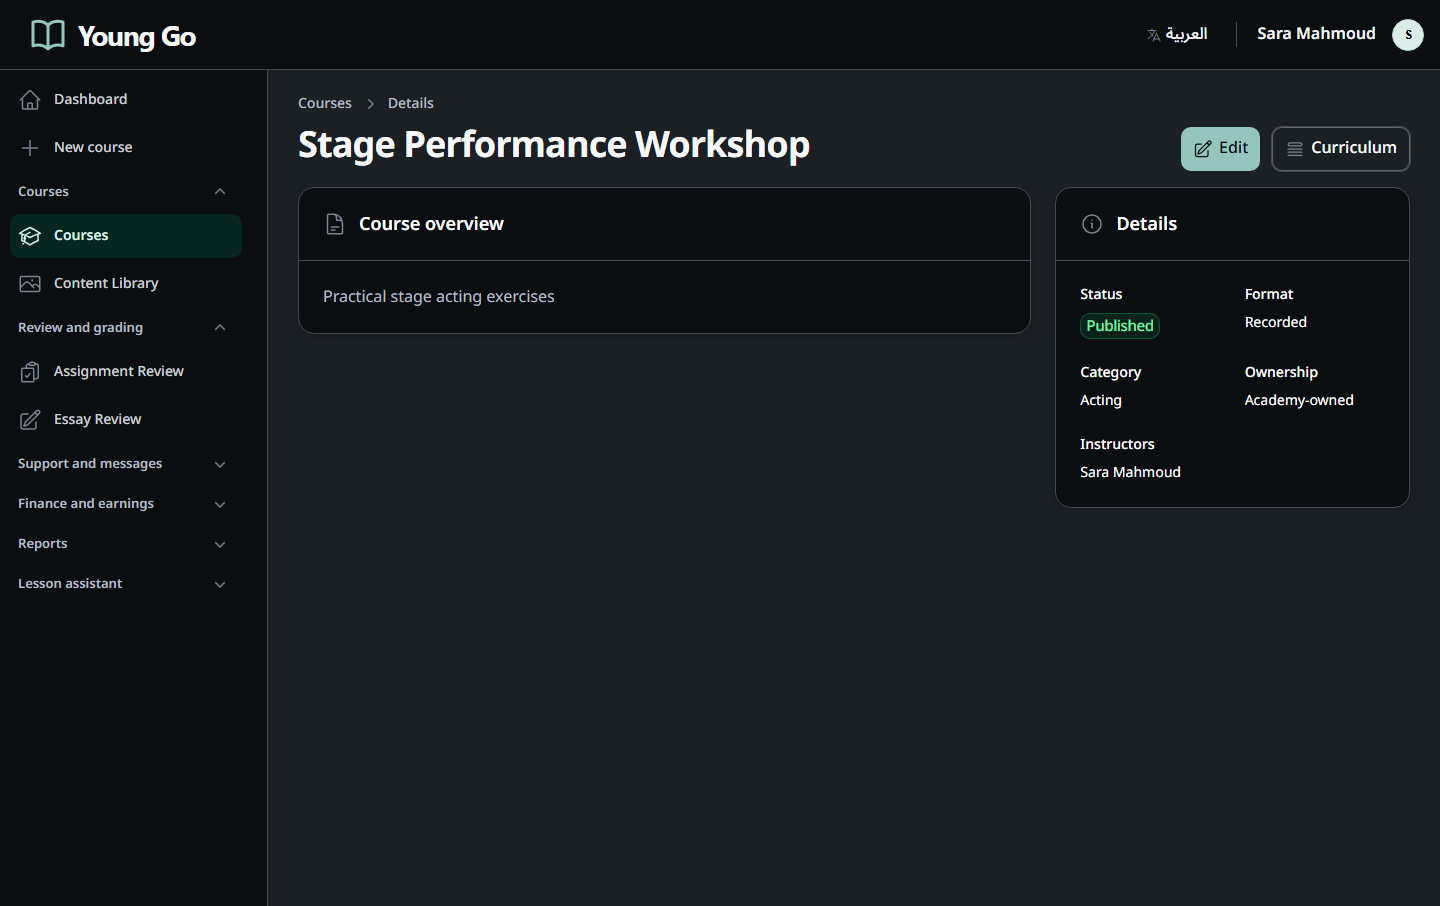 Young Go
العربية
Sara Mahmoud
S
Dashboard
New course
Courses
Courses
Content Library
Review and grading
Assignment Review
Essay Review
Support and messages
Finance and earnings
Reports
Lesson assistant
Courses > Details
Stage Performance Workshop
Edit
Curriculum
Course overview
Practical stage acting exercises
Details
Status
Published
Format
Recorded
Category
Acting
Ownership
Academy-owned
Instructors
Sara Mahmoud